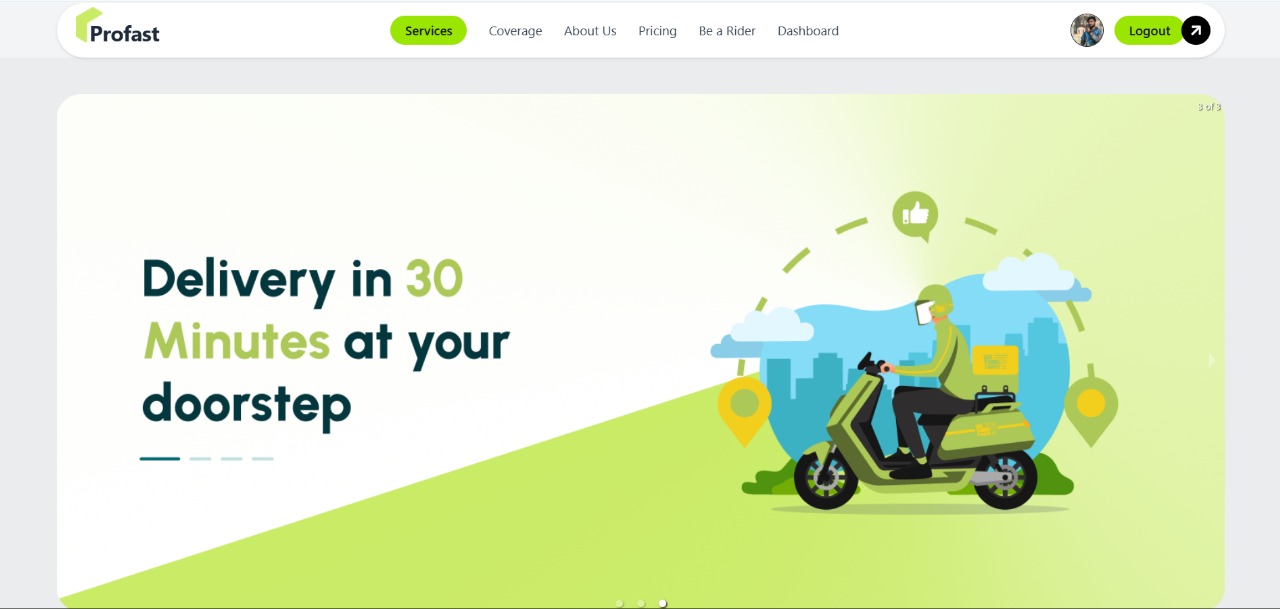 Profast
Services Coverage About Us Pricing Be a Rider Dashboard Logout
3 of 3
Delivery in 30
Minutes at your
doorstep